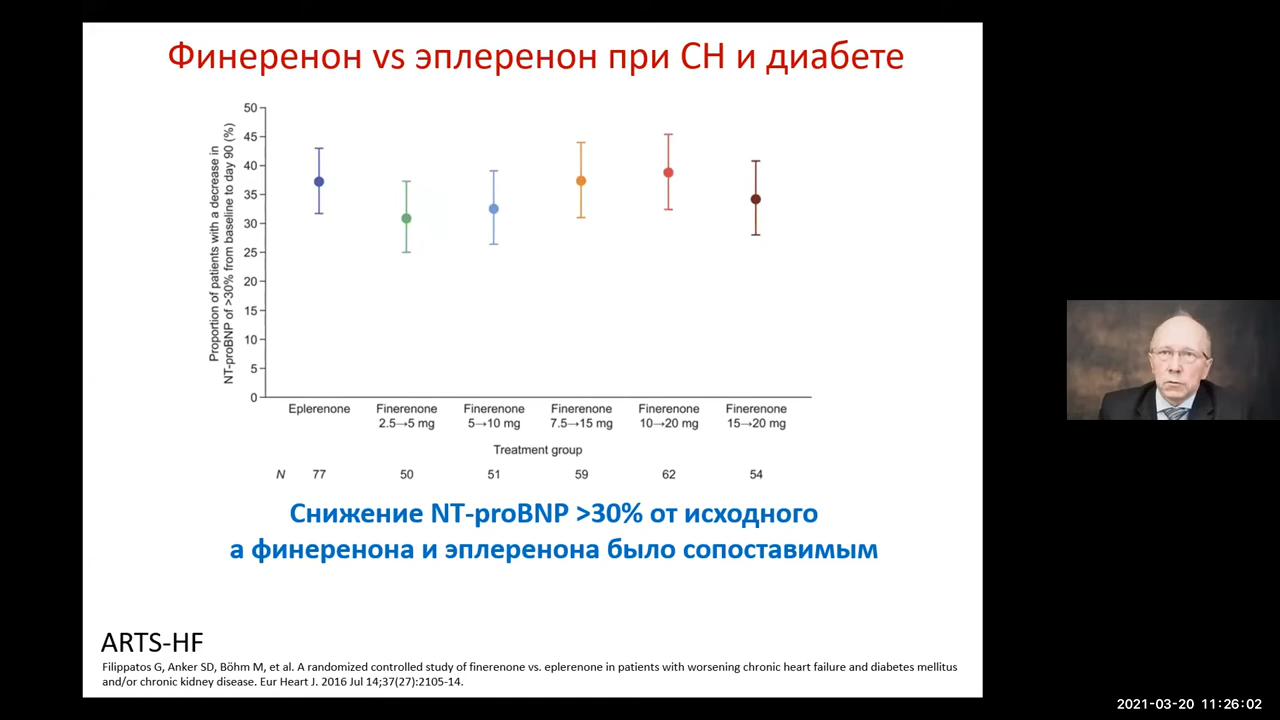 Финеренон vs эплеренон при СН и диабете
Proportion of patients with a decrease in
NT-proBNP of >30% from baseline to day 90 (%)
50
45
40
35
30
25
20
15
10
5
0
Eplerenone Finerenone Finerenone Finerenone Finerenone Finerenone
2.5→5 mg 5→10 mg 7.5→15 mg 10→20 mg 15→20 mg
Treatment group
N 77 50 51 59 62 54
Снижение NT-proBNP >30% от исходного
а финеренона и эплеренона было сопоставимым
ARTS-HF
Filippatos G, Anker SD, Böhm M, et al. A randomized controlled study of finerenone vs. eplerenone in patients with worsening chronic heart failure and diabetes mellitus
and/or chronic kidney disease. Eur Heart J. 2016 Jul 14;37(27):2105-14.
2021-03-20 11:26:02